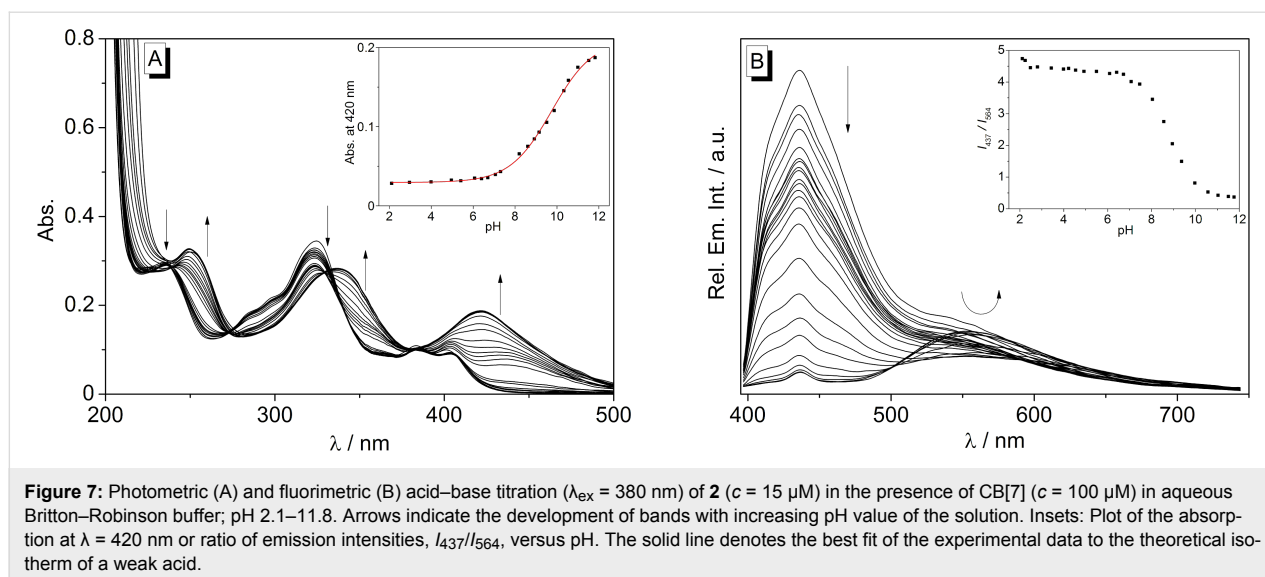 A
0.8
0.6
0.4
0.2
0
Abs.
200
300
400
500
λ / nm
0.2
0.1
0
Abs. at 420 nm
2
4
6
8
10
12
pH
B
Rel. Em. Int. / a.u.
400
500
600
700
λ / nm
5
4
3
2
1
0
I437 / I564
2
4
6
8
10
12
pH
Figure 7: Photometric (A) and fluorimetric (B) acid–base titration (λex = 380 nm) of 2 (c = 15 µM) in the presence of CB[7] (c = 100 µM) in aqueous
Britton–Robinson buffer; pH 2.1–11.8. Arrows indicate the development of bands with increasing pH value of the solution. Insets: Plot of the absorp-
tion at λ = 420 nm or ratio of emission intensities, I437/I564, versus pH. The solid line denotes the best fit of the experimental data to the theoretical iso-
therm of a weak acid.